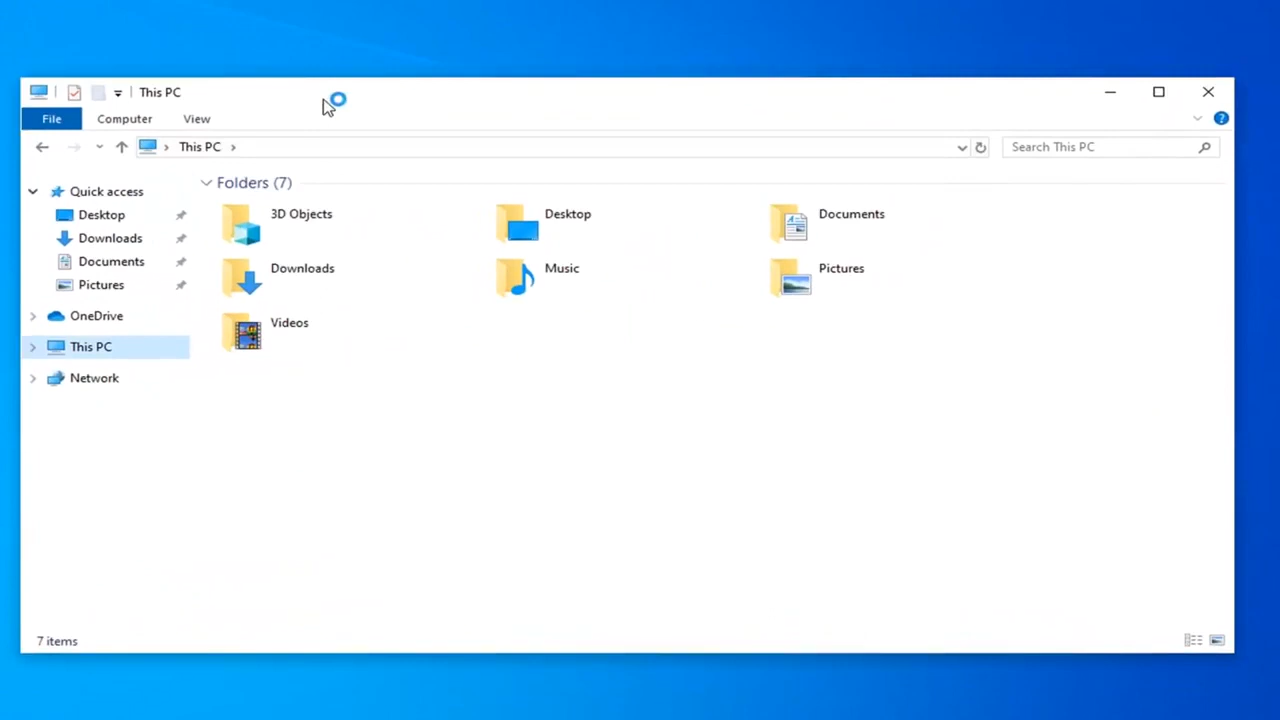 This PC
File Computer View
This PC
Search This PC
Quick access
Desktop
Downloads
Documents
Pictures
OneDrive
This PC
Network
Folders (7)
3D Objects
Desktop
Documents
Downloads
Music
Pictures
Videos
7 items